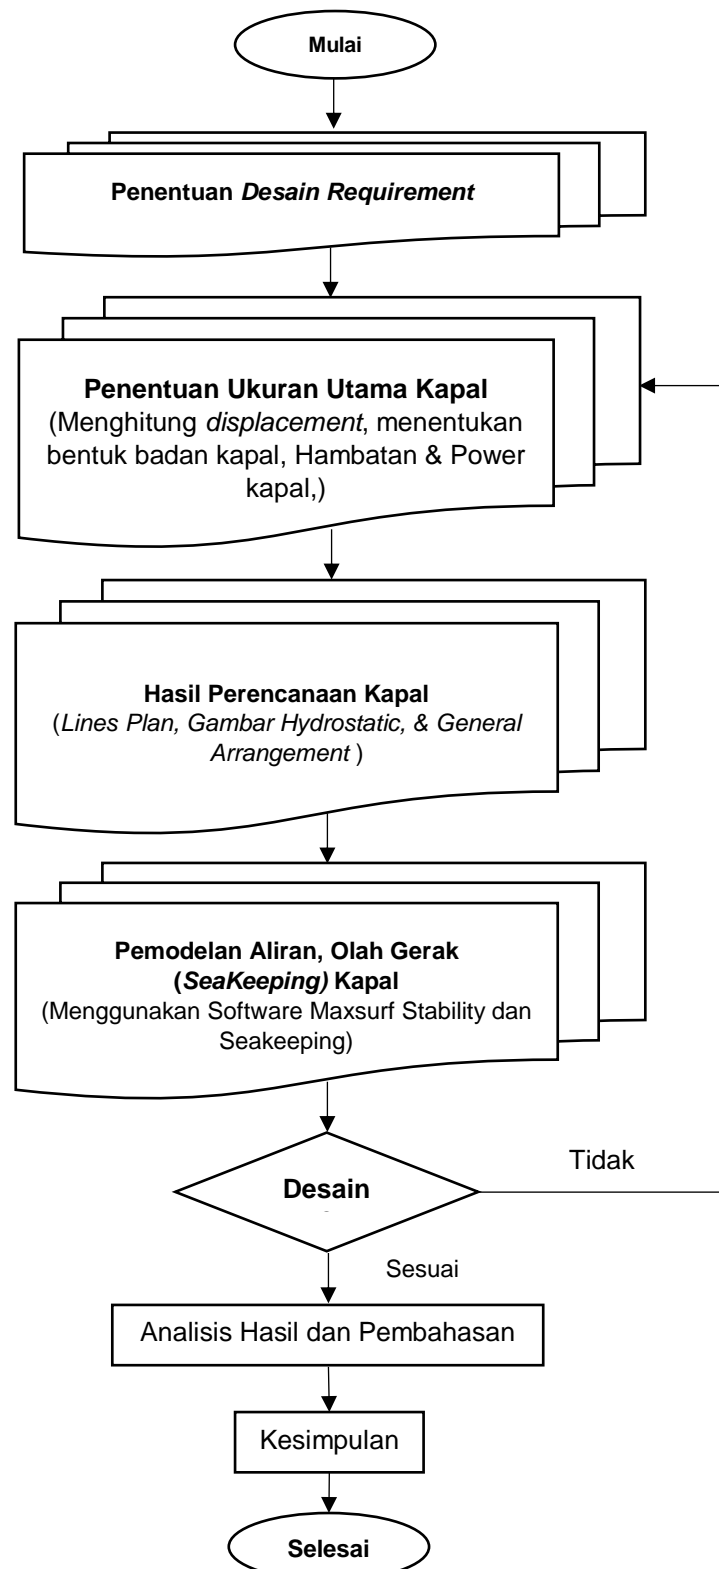 Mulai
Penentuan Desain Requirement
Penentuan Ukuran Utama Kapal
(Menghitung displacement, menentukan
bentuk badan kapal, Hambatan & Power
kapal,)
Hasil Perencanaan Kapal
(Lines Plan, Gambar Hydrostatic, & General
Arrangement )
Pemodelan Aliran, Olah Gerak
(SeaKeeping) Kapal
(Menggunakan Software Maxsurf Stability dan
Seakeeping)
Desain
Tidak
Sesuai
Analisis Hasil dan Pembahasan
Kesimpulan
Selesai